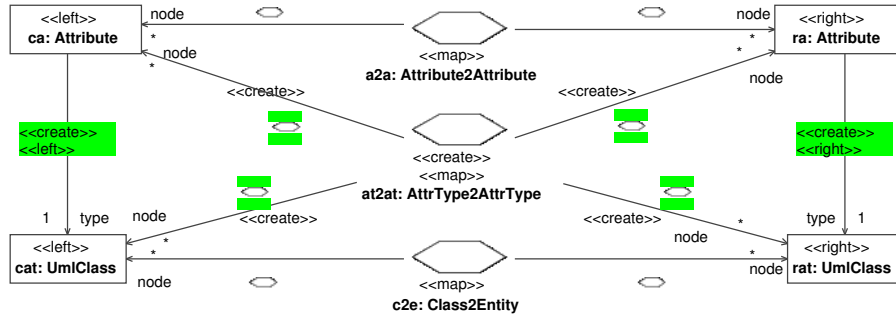 <<left>>
ca: Attribute
node
*
node
*
<<map>>
a2a: Attribute2Attribute
node
*
*
node
<<right>>
ra: Attribute
<<create>>
<<create>>
<<create>>
<<left>>
<<create>>
<<map>>
at2at: AttrType2AttrType
<<create>>
<<right>>
1
type
node
*
<<create>>
<<create>>
*
node
type
1
<<left>>
cat: UmlClass
*
node
<<map>>
c2e: Class2Entity
*
node
<<right>>
rat: UmlClass